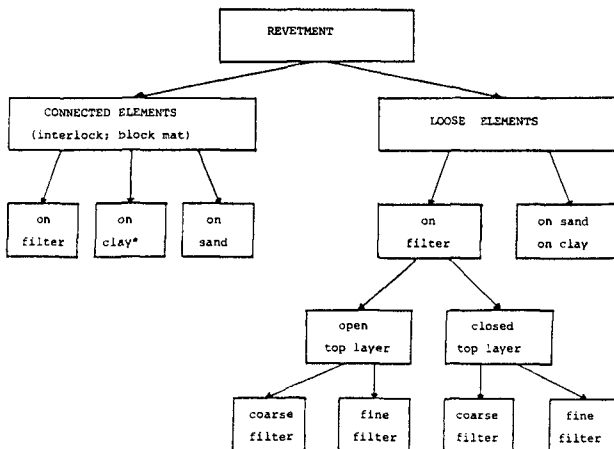 REVETMENT
CONNECTED ELEMENTS
(interlock; block mat)
LOOSE ELEMENTS
on
filter
on
clay*
on
sand
on
filter
on sand
on clay
open
top layer
closed
top layer
coarse
filter
fine
filter
coarse
filter
fine
filter